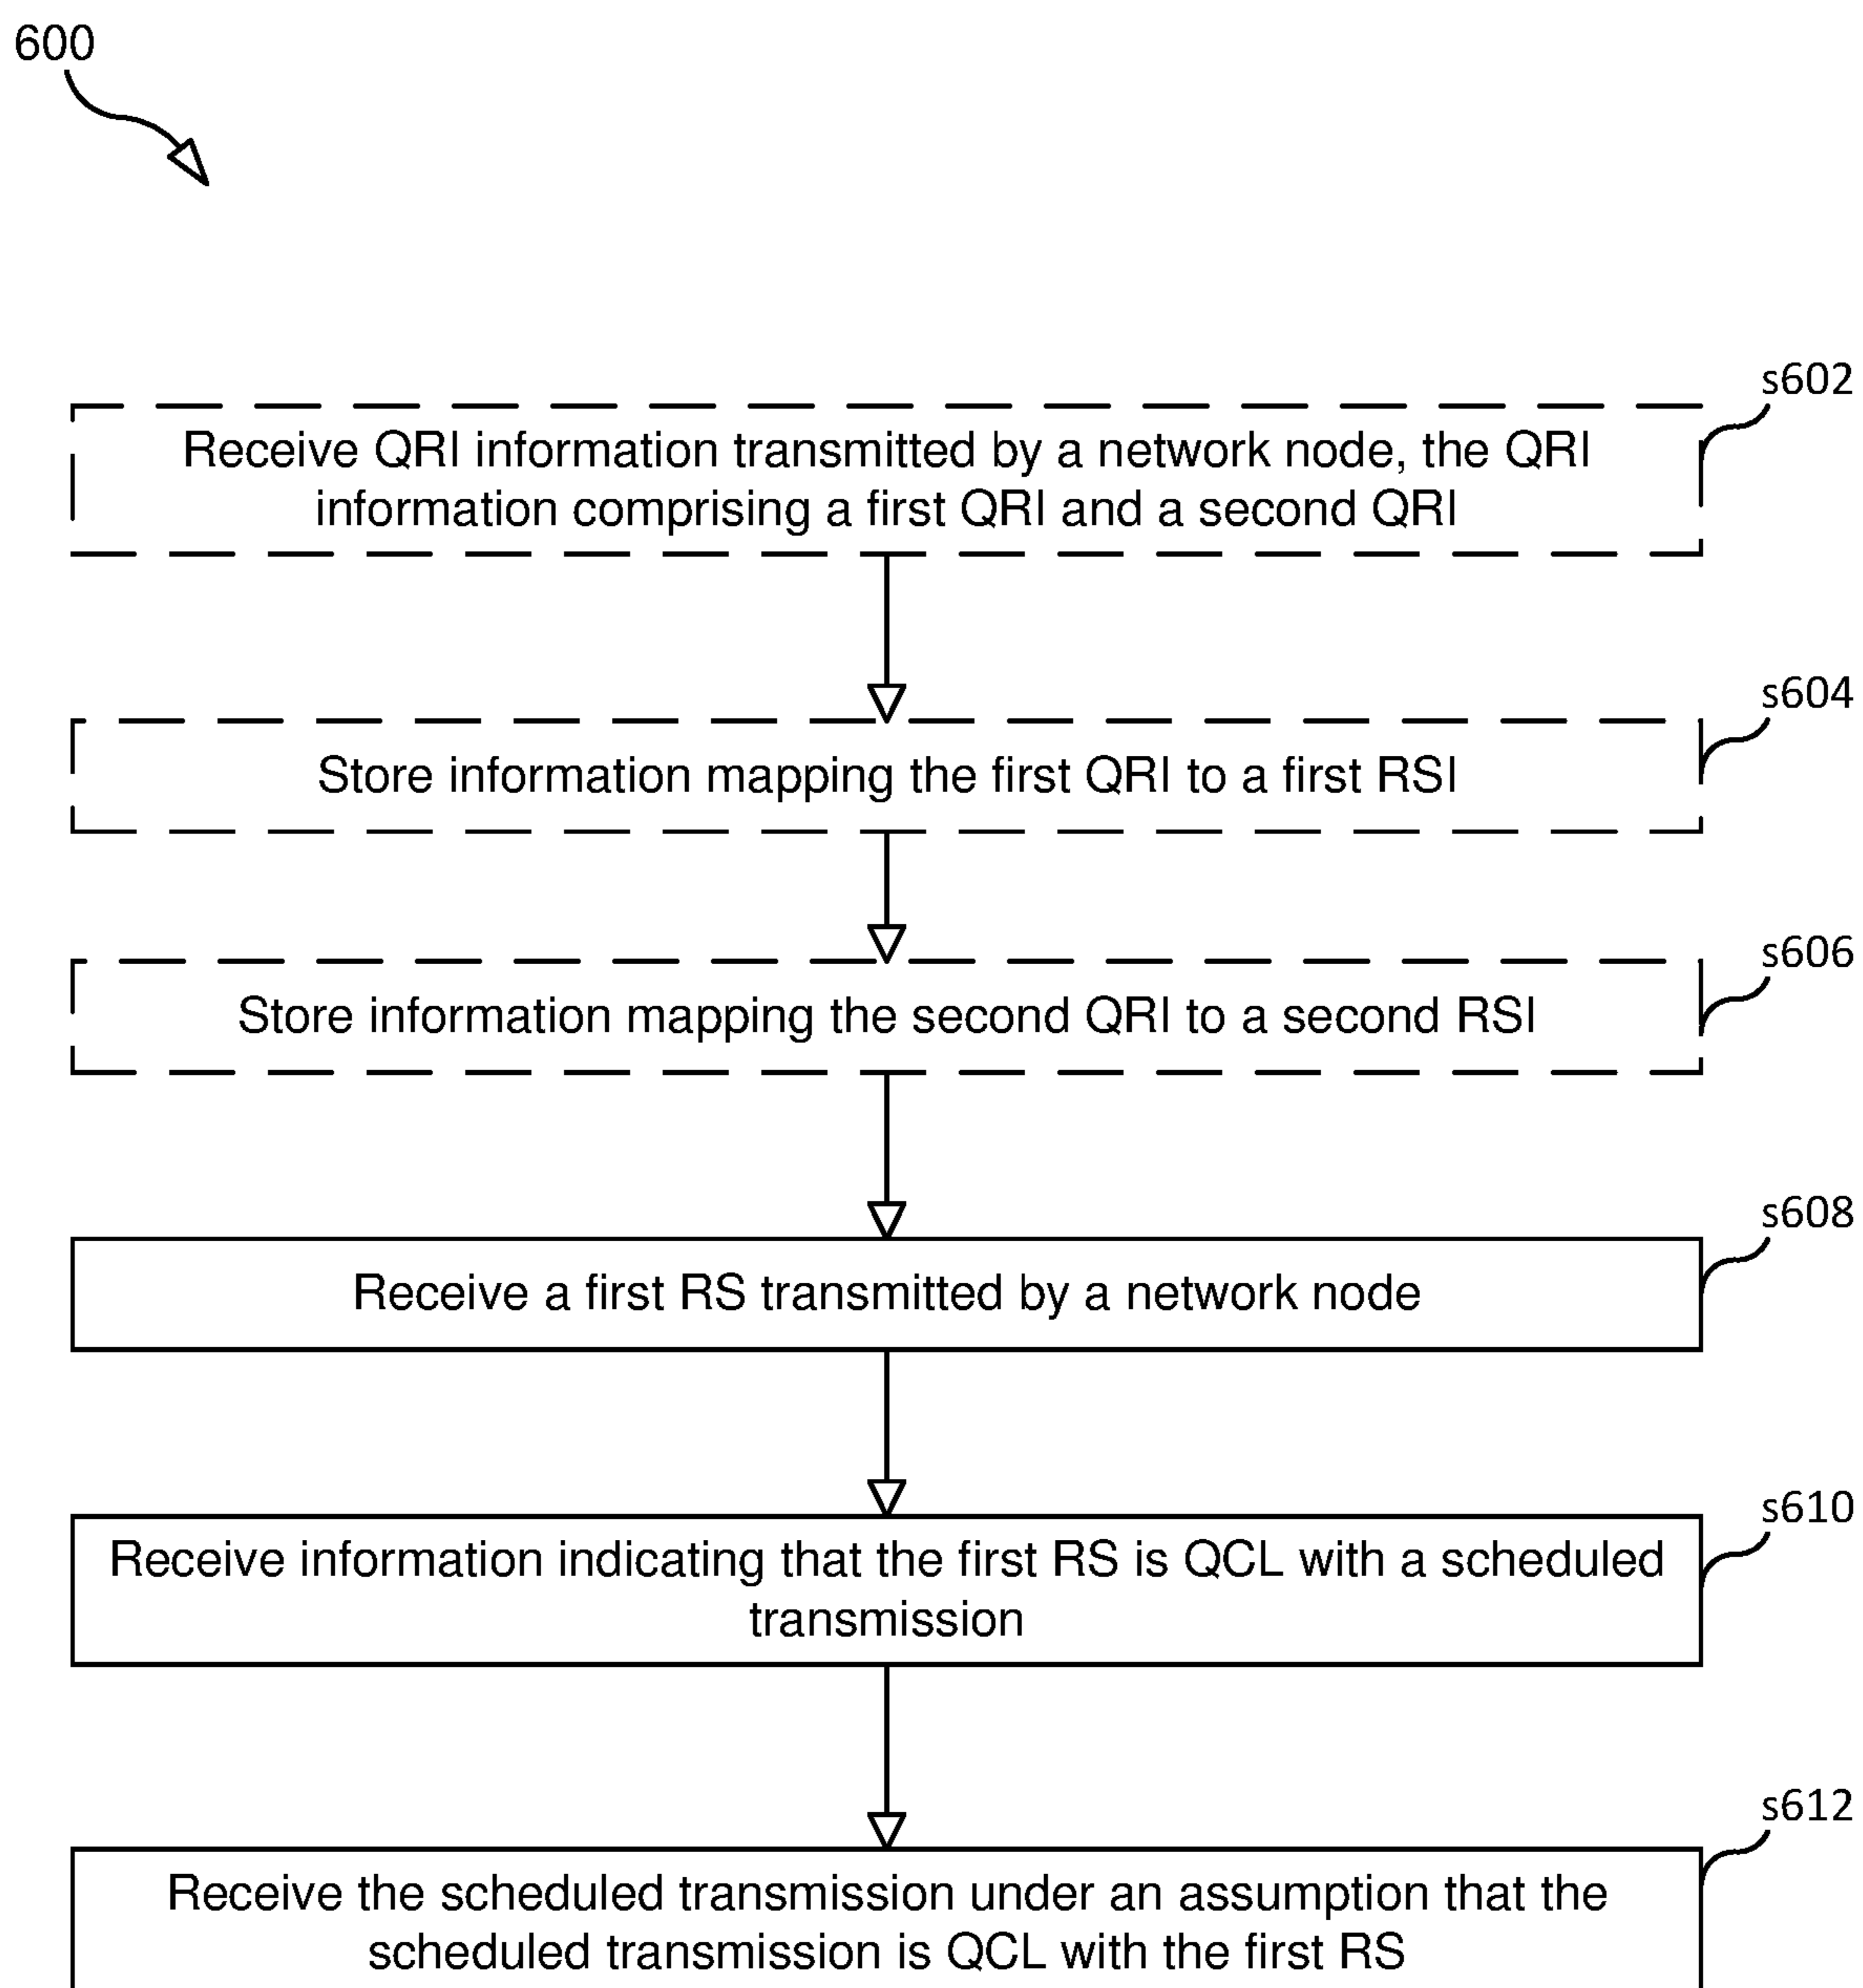 600
s602
Receive QRI information transmitted by a network node, the QRI
information comprising a first QRI and a second QRI
s604
Store information mapping the first QRI to a first RSI
s606
Store information mapping the second QRI to a second RSI
s608
Receive a first RS transmitted by a network node
s610
Receive information indicating that the first RS is QCL with a scheduled
transmission
s612
Receive the scheduled transmission under an assumption that the
scheduled transmission is QCL with the first RS